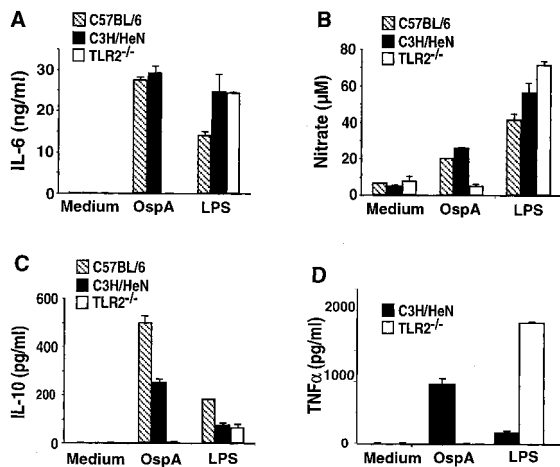 A
C57BL/6
C3H/HeN
TLR2-/-
IL-6 (ng/ml)
30
20
10
0
Medium OspA LPS
B
C57BL/6
C3H/HeN
TLR2-/-
Nitrate (μM)
80
60
40
20
0
Medium OspA LPS
C
C57BL/6
C3H/HeN
TLR2-/-
IL-10 (pg/ml)
600
400
200
0
Medium OspA LPS
D
C3H/HeN
TLR2-/-
TNFα (pg/ml)
2000
1000
0
Medium OspA LPS